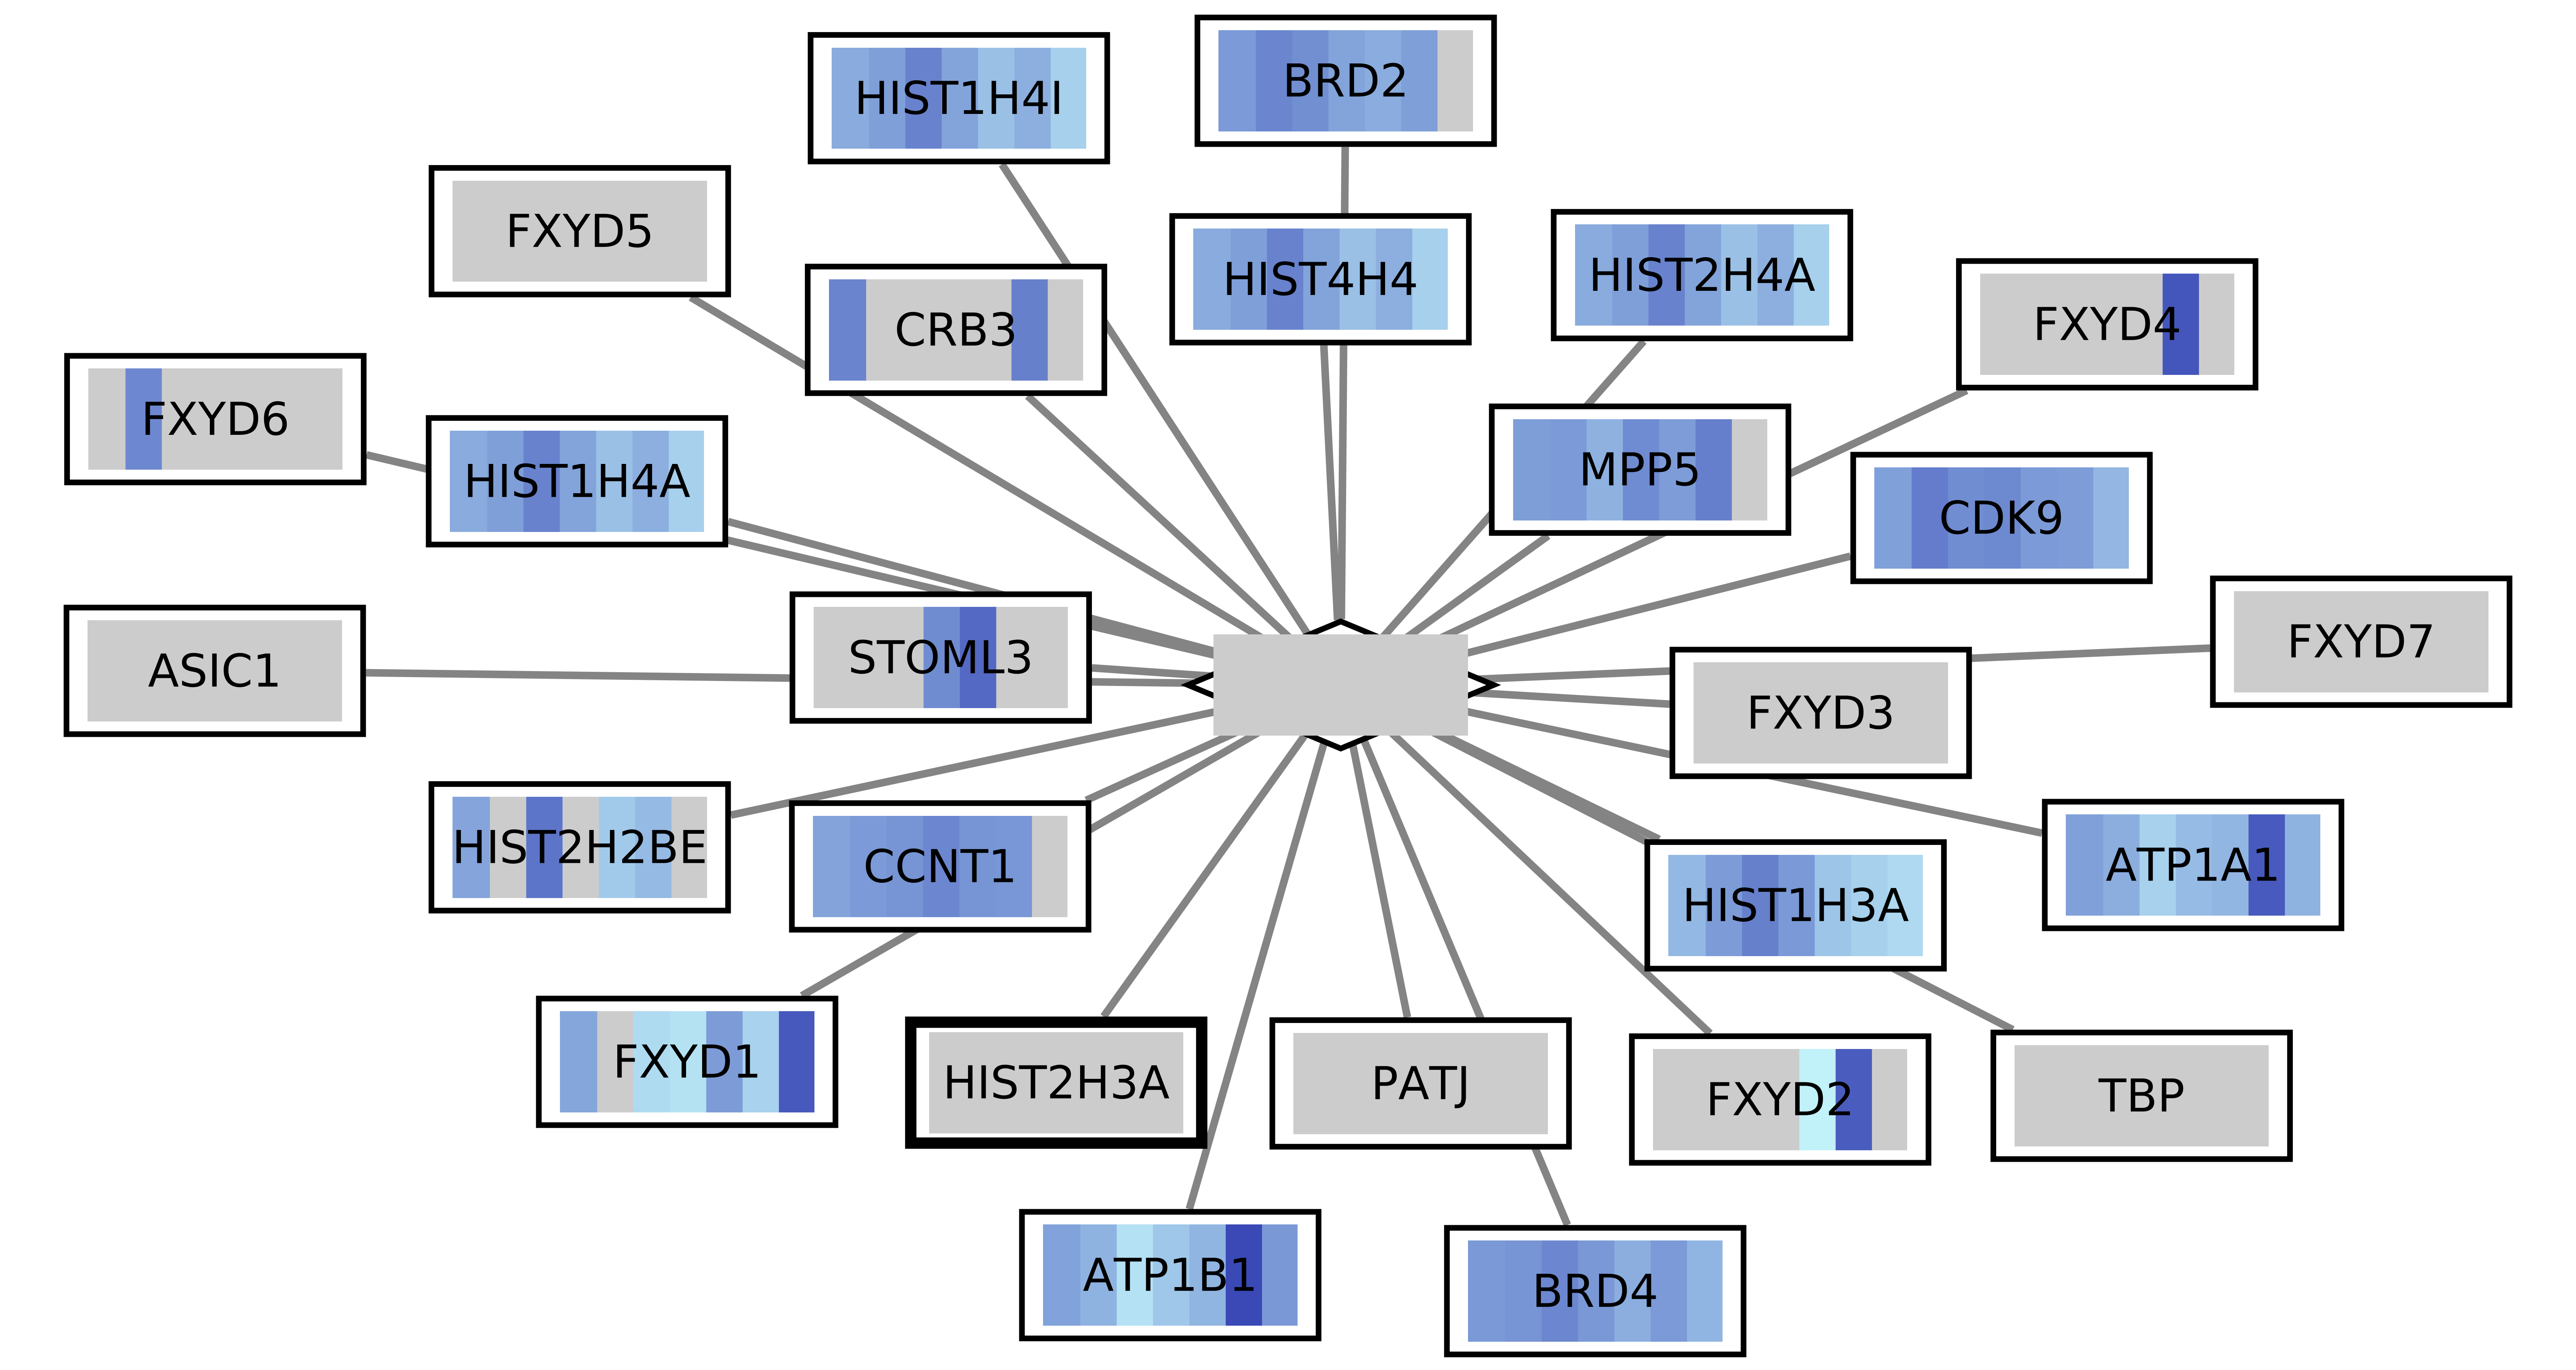 BRD2
HIST1H4I
FXYD5
HIST4H4
HIST2H4A
CRB3
FXYD4
FXYD6
HIST1H4A
MPP5
CDK9
ASIC1
STOML3
FXYD7
FXYD3
HIST2H2BE
CCNT1
ATP1A1
HIST1H3A
FXYD1
HIST2H3A
PATJ
FXYD2
TBP
ATP1B1
BRD4